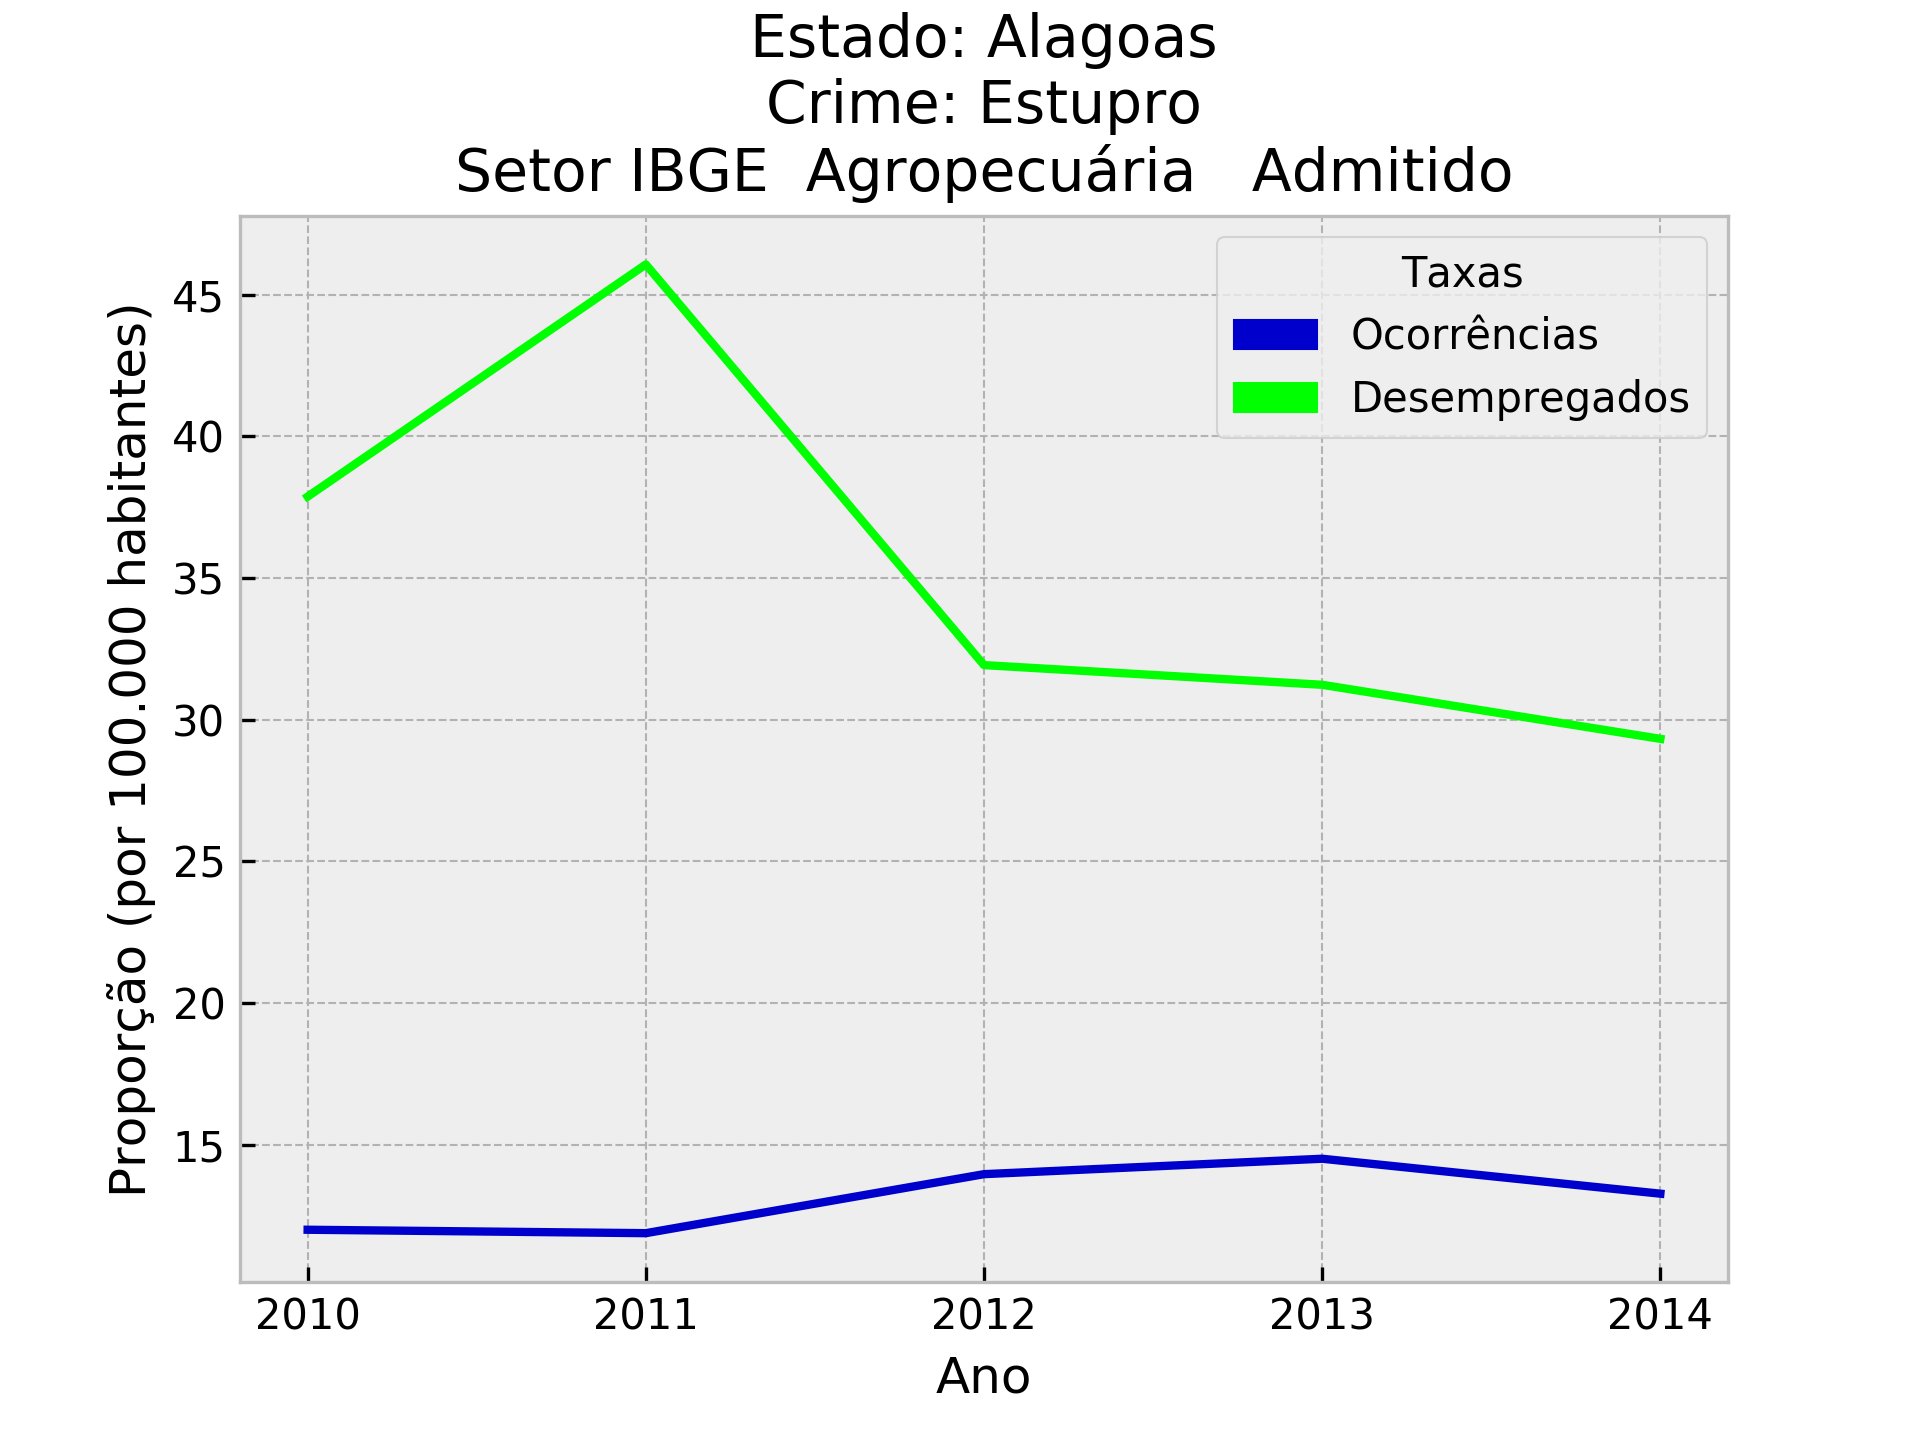 Estado: Alagoas
Crime: Estupro
Setor IBGE  Agropecuária   Admitido
Proporção (por 100.000 habitantes)
45
40
35
30
25
20
15
Taxas
Ocorrências
Desempregados
2010 2011 2012 2013 2014
Ano